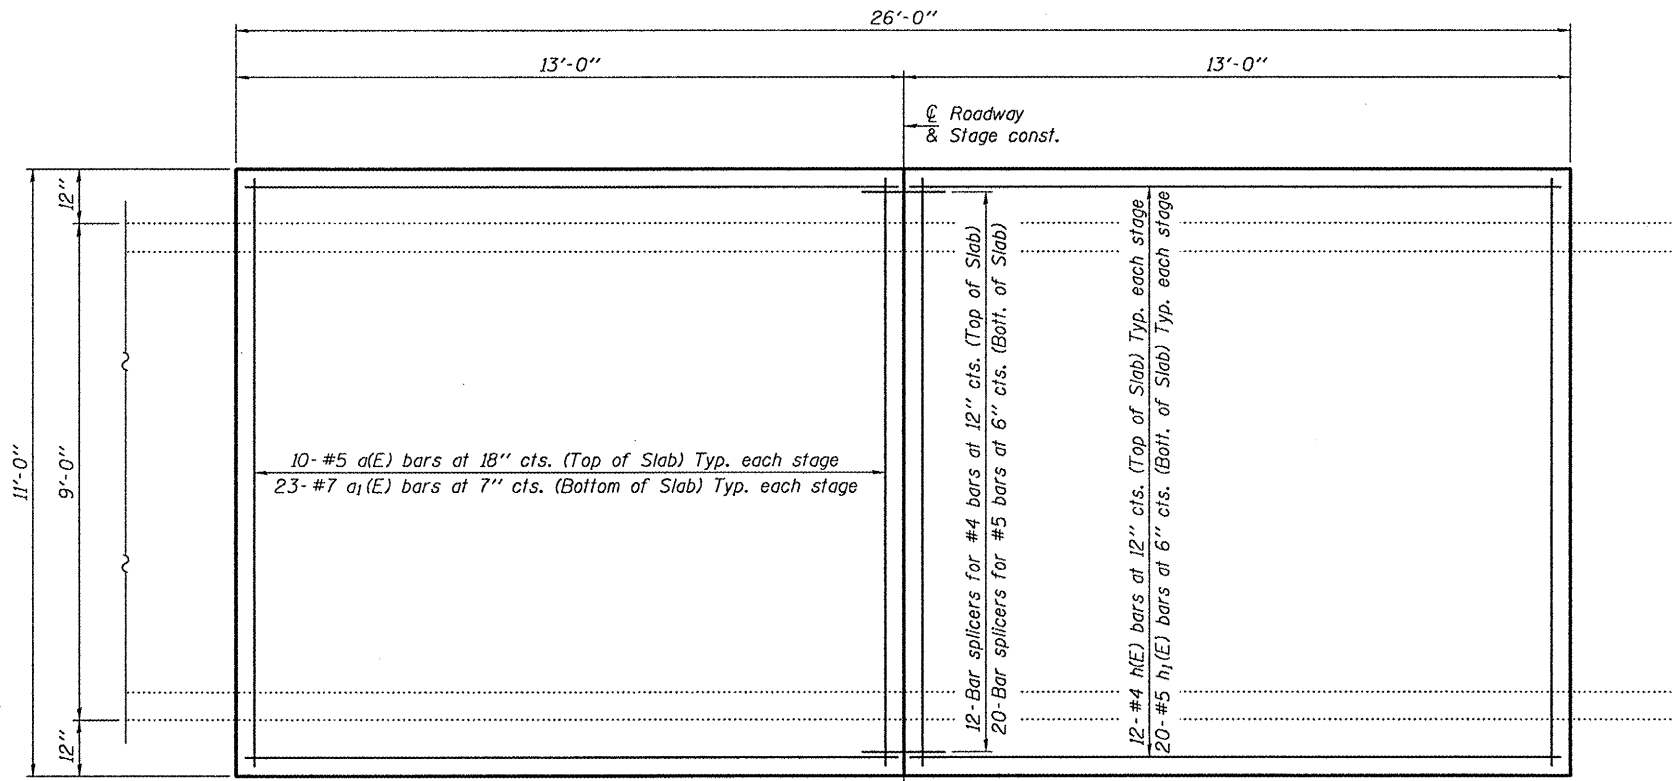 26'-0"
13'-0"
13'-0"
℄ Roadway
& Stage const.
12"
11'-0"
9'-0"
12"
10- #5 a(E) bars at 18" cts. (Top of Slab) Typ. each stage
23- #7 a₁(E) bars at 7" cts. (Bottom of Slab) Typ. each stage
12-Bar splicers for #4 bars at 12" cts. (Top of Slab)
20-Bar splicers for #5 bars at 6" cts. (Bott. of Slab)
12- #4 h(E) bars at 12" cts. (Top of Slab) Typ. each stage
20- #5 h₁(E) bars at 6" cts. (Bott. of Slab) Typ. each stage